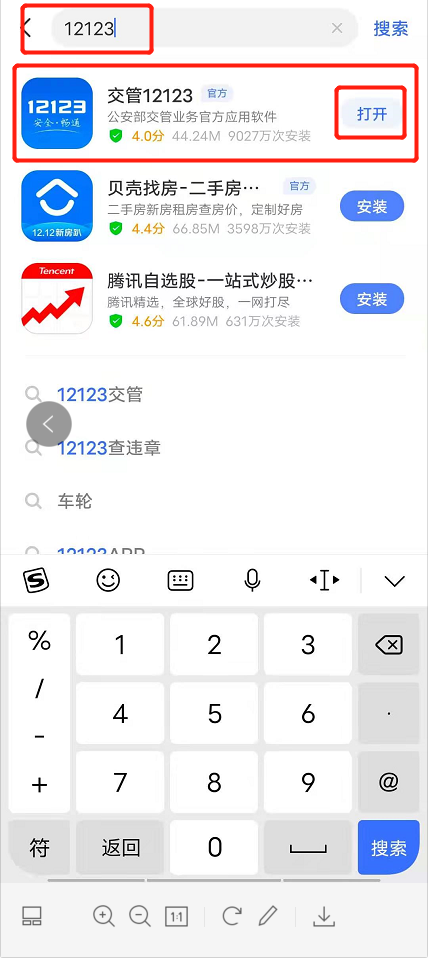 12123
搜索
12123
安全·畅通
交管12123 官方
公安部交管业务官方应用软件
4.0分 44.24M 9027万次安装
打开
12.12新房趴
贝壳找房-二手房… 官方
二手房新房租房查房价，定制好房
4.4分 66.85M 3598万次安装
安装
Tencent
腾讯自选股-一站式炒股…
腾讯精选，全球好股，一网打尽
4.6分 61.89M 631万次安装
安装
12123交管
12123查违章
车轮
12123APP
S
% 1 2 3
/ 4 5 6 .
-
+ 7 8 9 @
符 返回 0 搜索
1:1